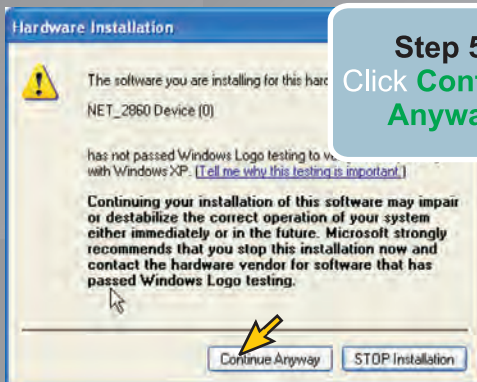 Hardware Installation
Step 5
Click
The software you are installing for this
NET_2860 Device (0)
has not passed Windows Logo testing to
with Windows XP. (Tell me why this testing is important.)
Continuing your installation of this software may impair
or destabilize the correct operation of your system
either immediately or in the future. Microsoft strongly
recommends that you stop this installation now and
contact the hardware vendor for software that has
passed Windows Logo testing.
Continue Anyway
STOP Installation